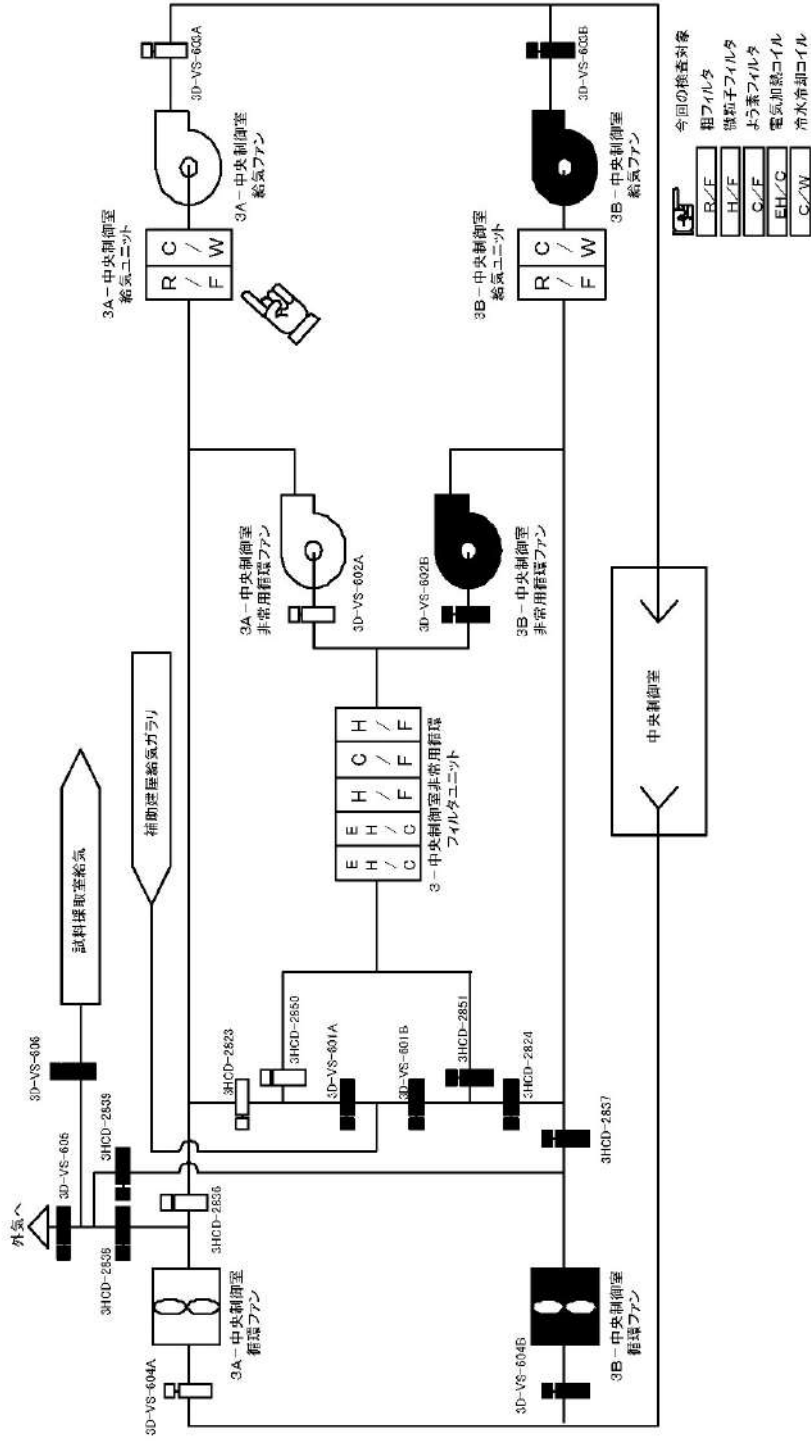 外気へ
3D-VS-605
3D-VS-606
試料採取室給気
補助建屋給気ガラリ
3HCD-2838
3HCD-2839
3HCD-2836
3D-VS-604A
3A-中央制御室
循環ファン
3HCD-2823
3HCD-2850
3D-VS-601A
3D-VS-601B
3HCD-2851
3HCD-2824
3HCD-2837
3D-VS-604B
3B-中央制御室
循環ファン
EH/C
EH/C
H/F
C/F
H/F
3-中央制御室非常用循環
フィルタユニット
3A-中央制御室
非常用循環ファン
3D-VS-602A
3D-VS-602B
3B-中央制御室
非常用循環ファン
3A-中央制御室
給気ユニット
R/F
C/W
3A-中央制御室
給気ファン
3D-VS-603A
3B-中央制御室
給気ユニット
R/F
C/W
3B-中央制御室
給気ファン
3D-VS-603B
中央制御室
今回の検査対象
R/F 粗フィルタ
H/F 微粒子フィルタ
C/F よう素フィルタ
EH/C 電気加熱コイル
C/W 冷水冷却コイル